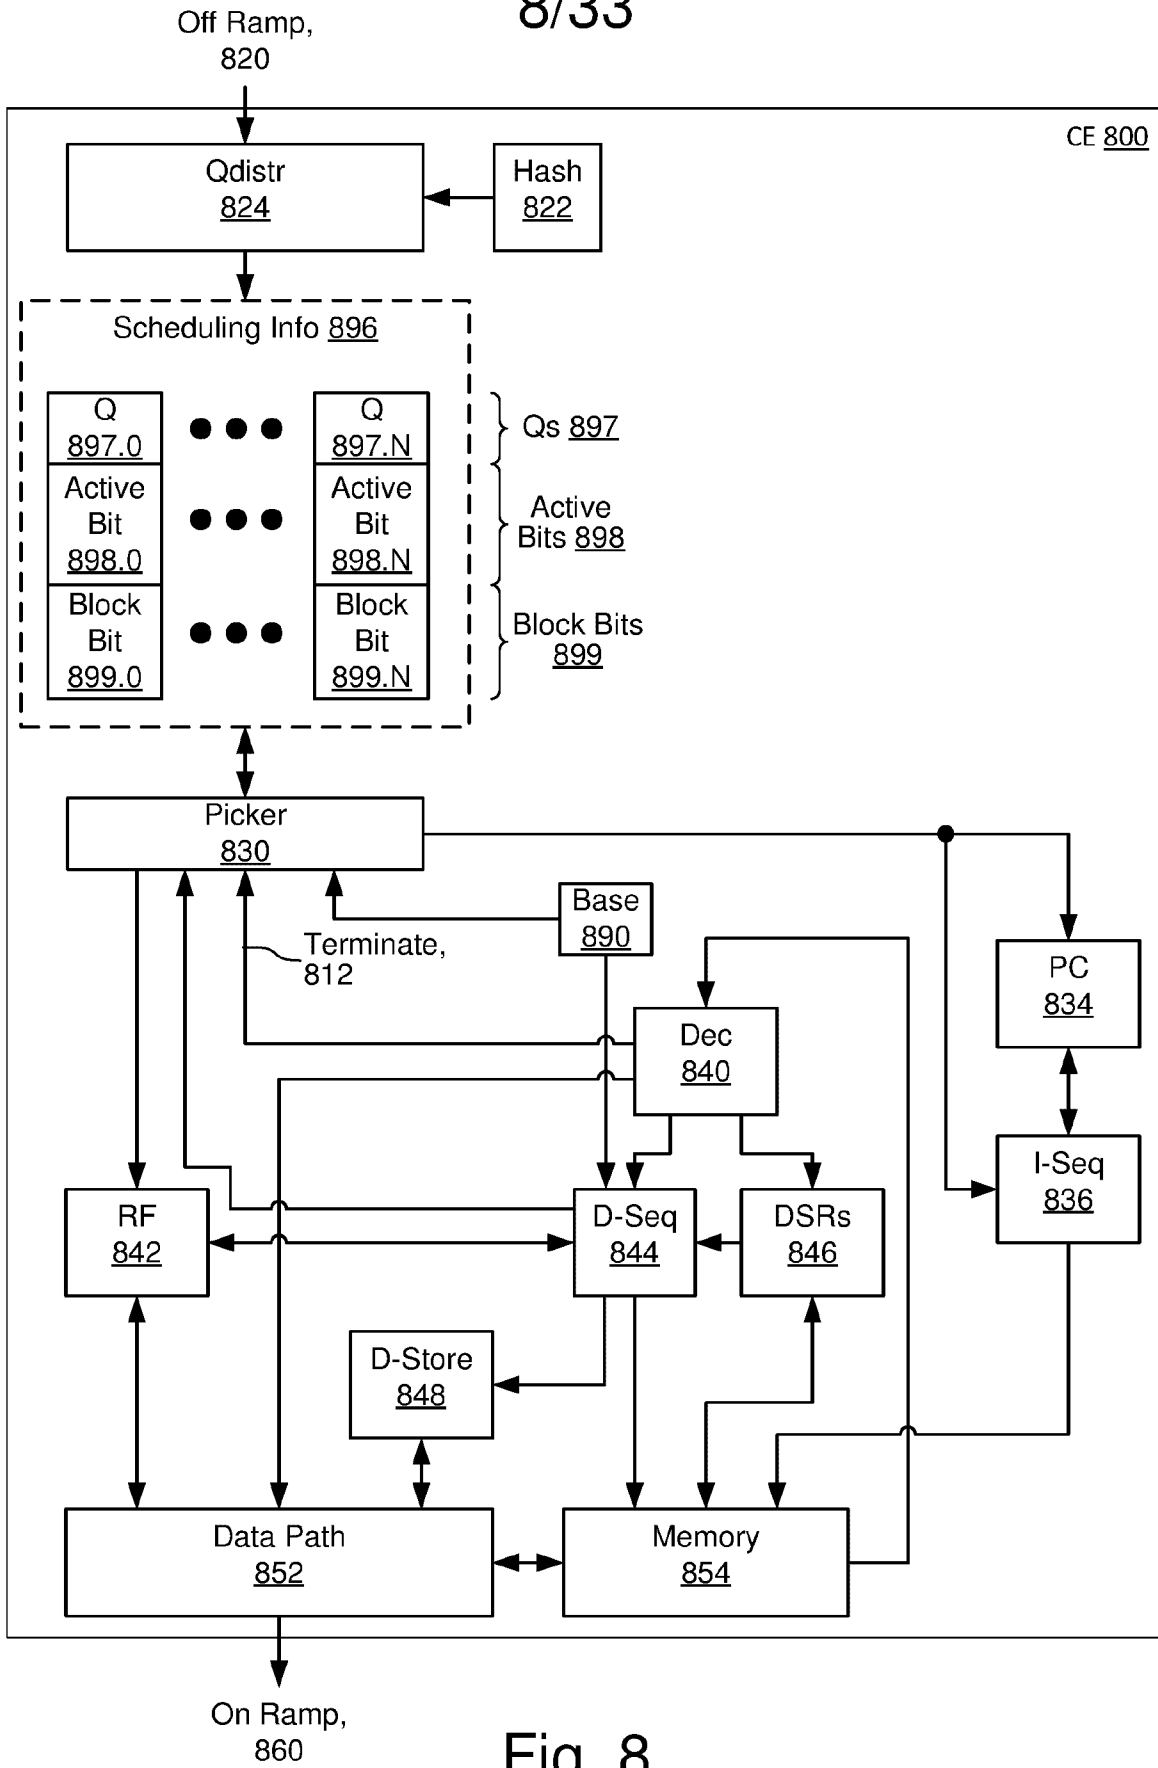 8/33
Off Ramp,
820
CE 800
Qdistr
824
Hash
822
Scheduling Info 896
Q
897.0
Q
897.N
Qs 897
Active
Bit
898.0
Active
Bit
898.N
Active
Bits 898
Block
Bit
899.0
Block
Bit
899.N
Block Bits
899
Picker
830
Base
890
Terminate,
812
PC
834
Dec
840
I-Seq
836
RF
842
D-Seq
844
DSRs
846
D-Store
848
Data Path
852
Memory
854
On Ramp,
860
Fig. 8